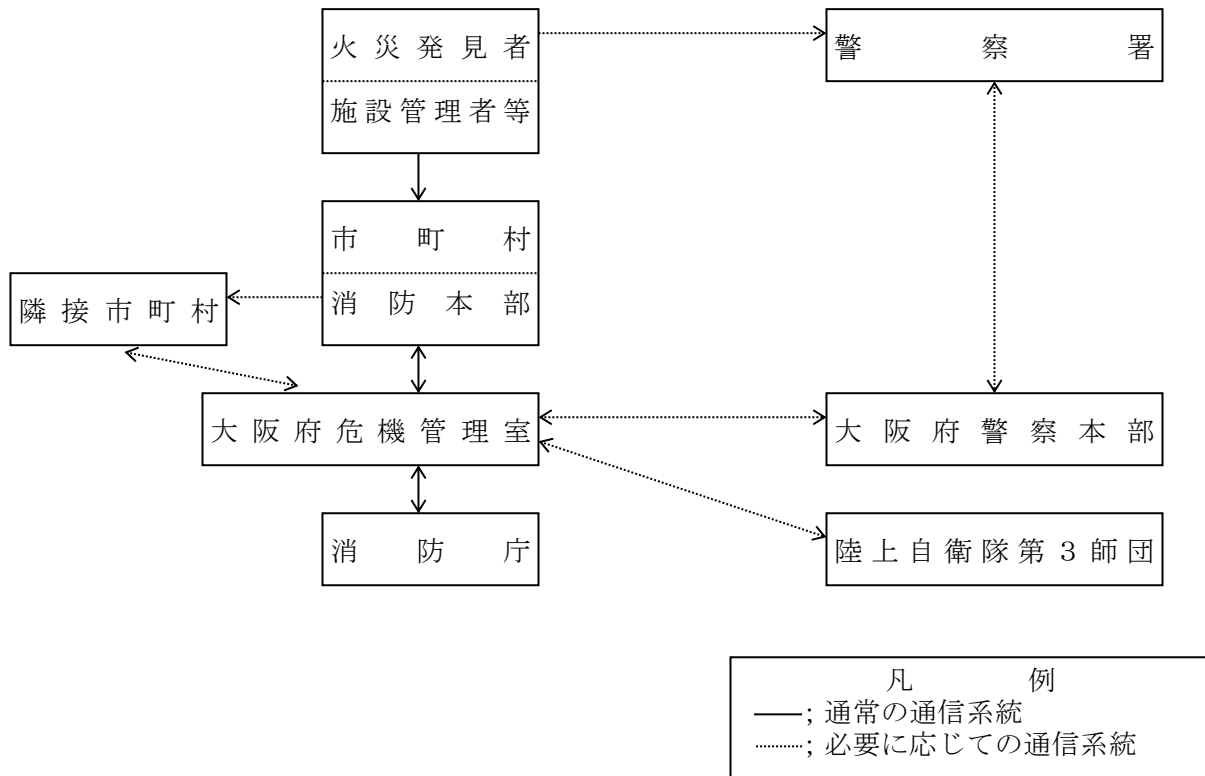 火災発見者
警察署
施設管理者等
市町村
消防本部
隣接市町村
大阪府危機管理室
大阪府警察本部
消防庁
陸上自衛隊第３師団
凡例
――; 通常の通信系統
┈┈; 必要に応じての通信系統